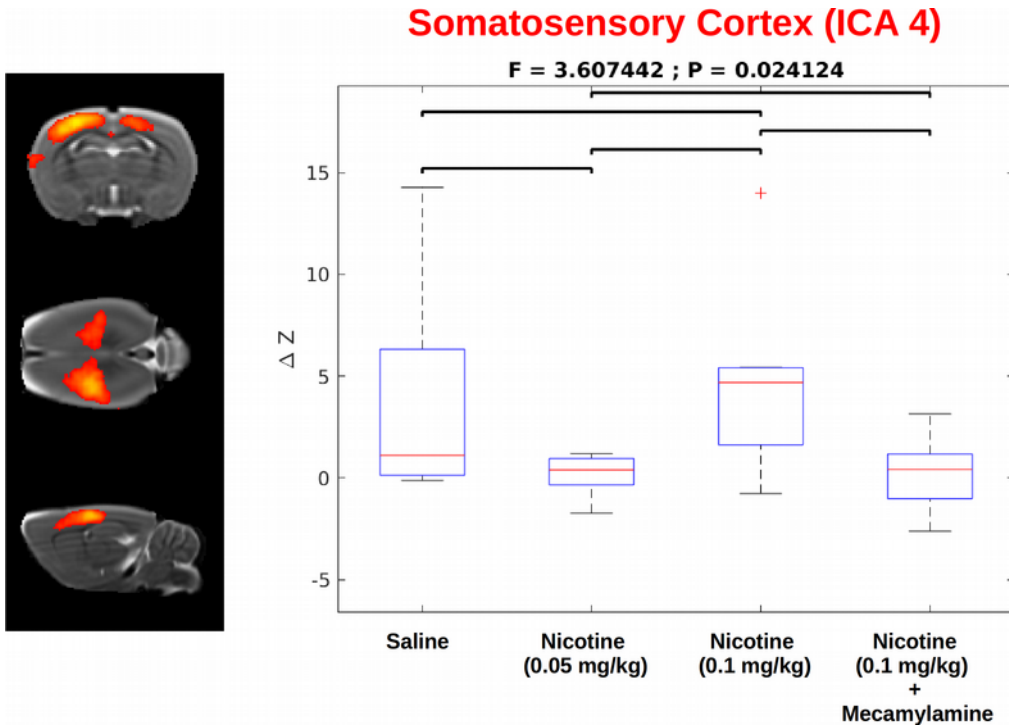 Somatosensory Cortex (ICA 4)
F = 3.607442 ; P = 0.024124
15
10
5
0
-5
Δ Z
Saline
Nicotine
(0.05 mg/kg)
Nicotine
(0.1 mg/kg)
Nicotine
(0.1 mg/kg)
+
Mecamylamine